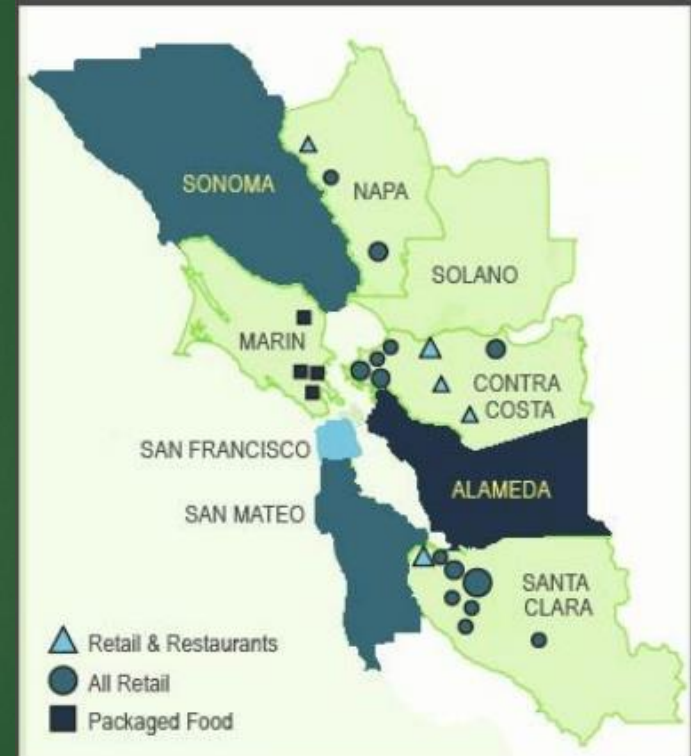 SONOMA
NAPA
SOLANO
MARIN
CONTRA
COSTA
SAN FRANCISCO
ALAMEDA
SAN MATEO
SANTA
CLARA
Retail & Restaurants
All Retail
Packaged Food